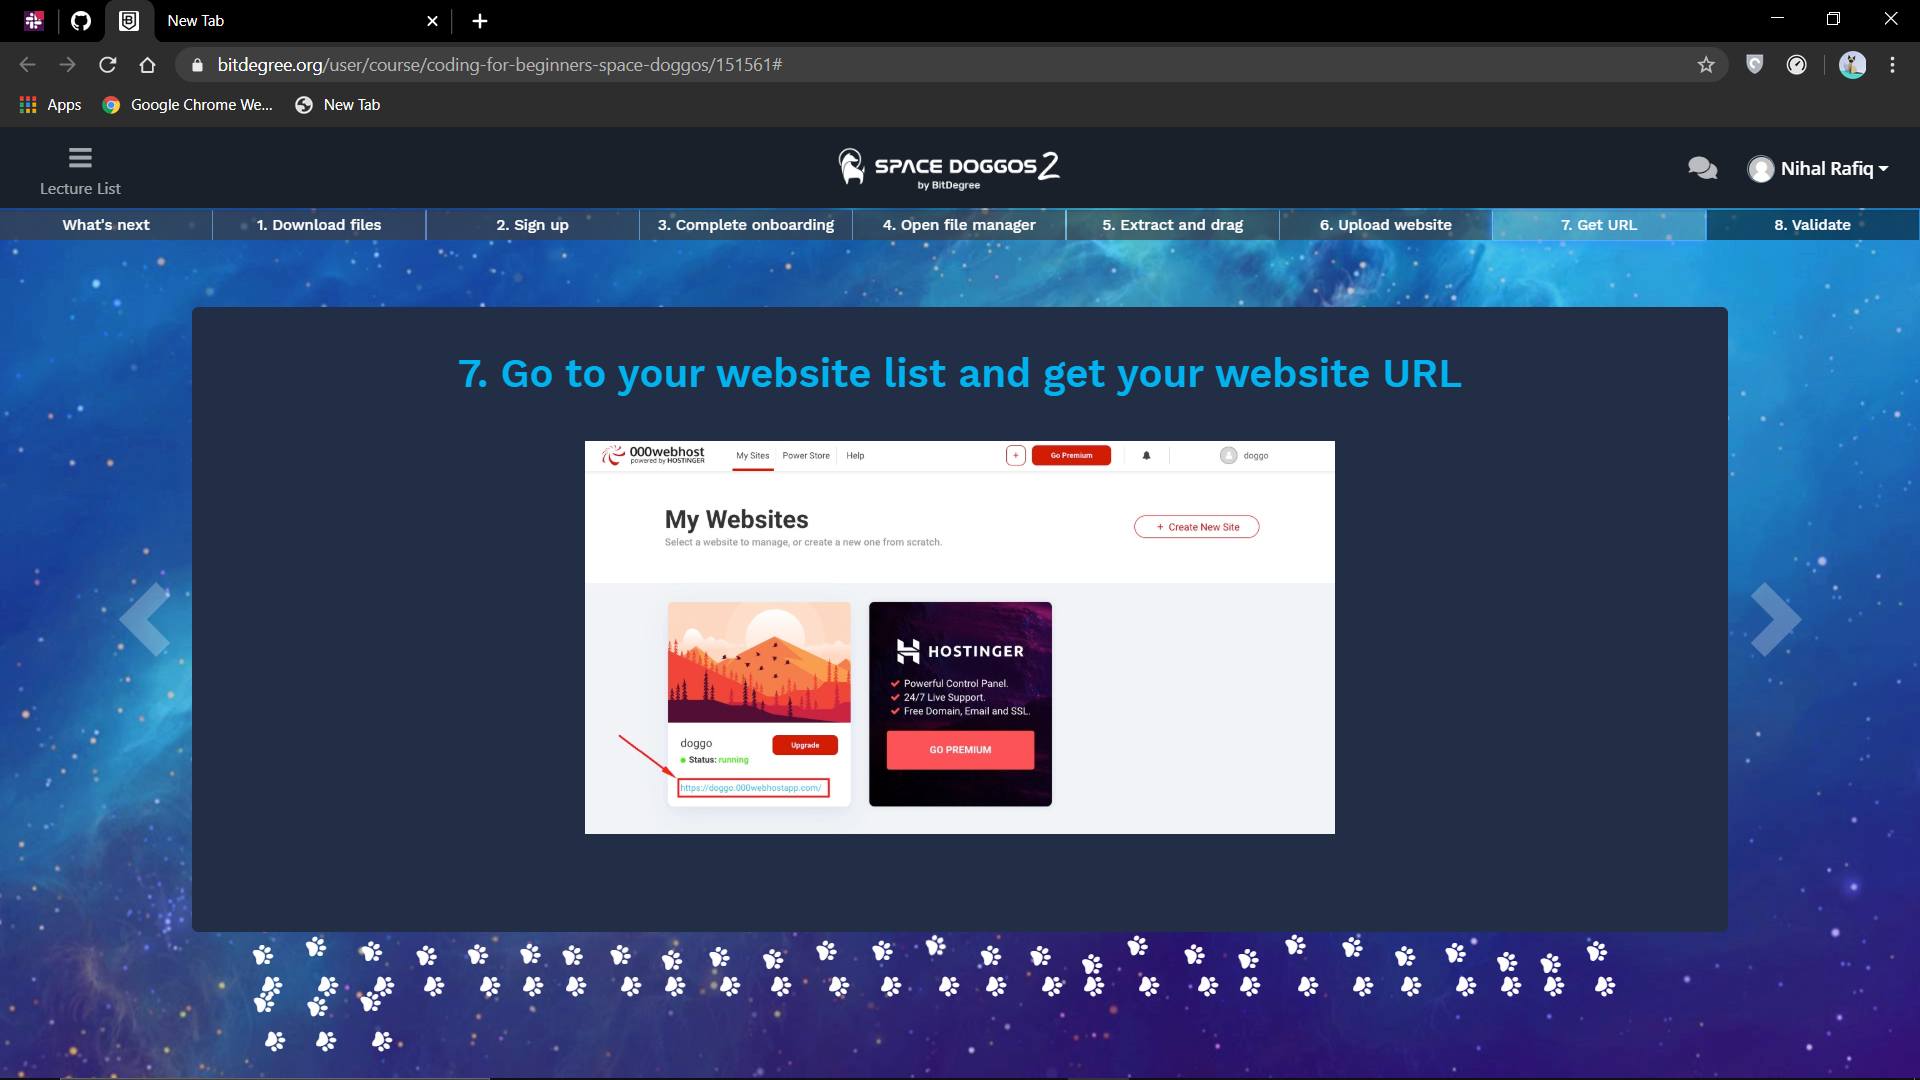 New Tab
bitdegree.org/user/course/coding-for-beginners-space-doggos/151561#
Apps
Google Chrome We...
New Tab
Lecture List
SPACE DOGGOS 2
by BitDegree
Nihal Rafiq
What's next
1. Download files
2. Sign up
3. Complete onboarding
4. Open file manager
5. Extract and drag
6. Upload website
7. Get URL
8. Validate
7. Go to your website list and get your website URL
000webhost
powered by HOSTINGER
My Sites
Power Store
Help
+
Go Premium
doggo
My Websites
Select a website to manage, or create a new one from scratch.
+ Create New Site
HOSTINGER
Powerful Control Panel.
24/7 Live Support.
Free Domain, Email and SSL.
GO PREMIUM
doggo
Upgrade
Status: running
https://doggo.000webhostapp.com/